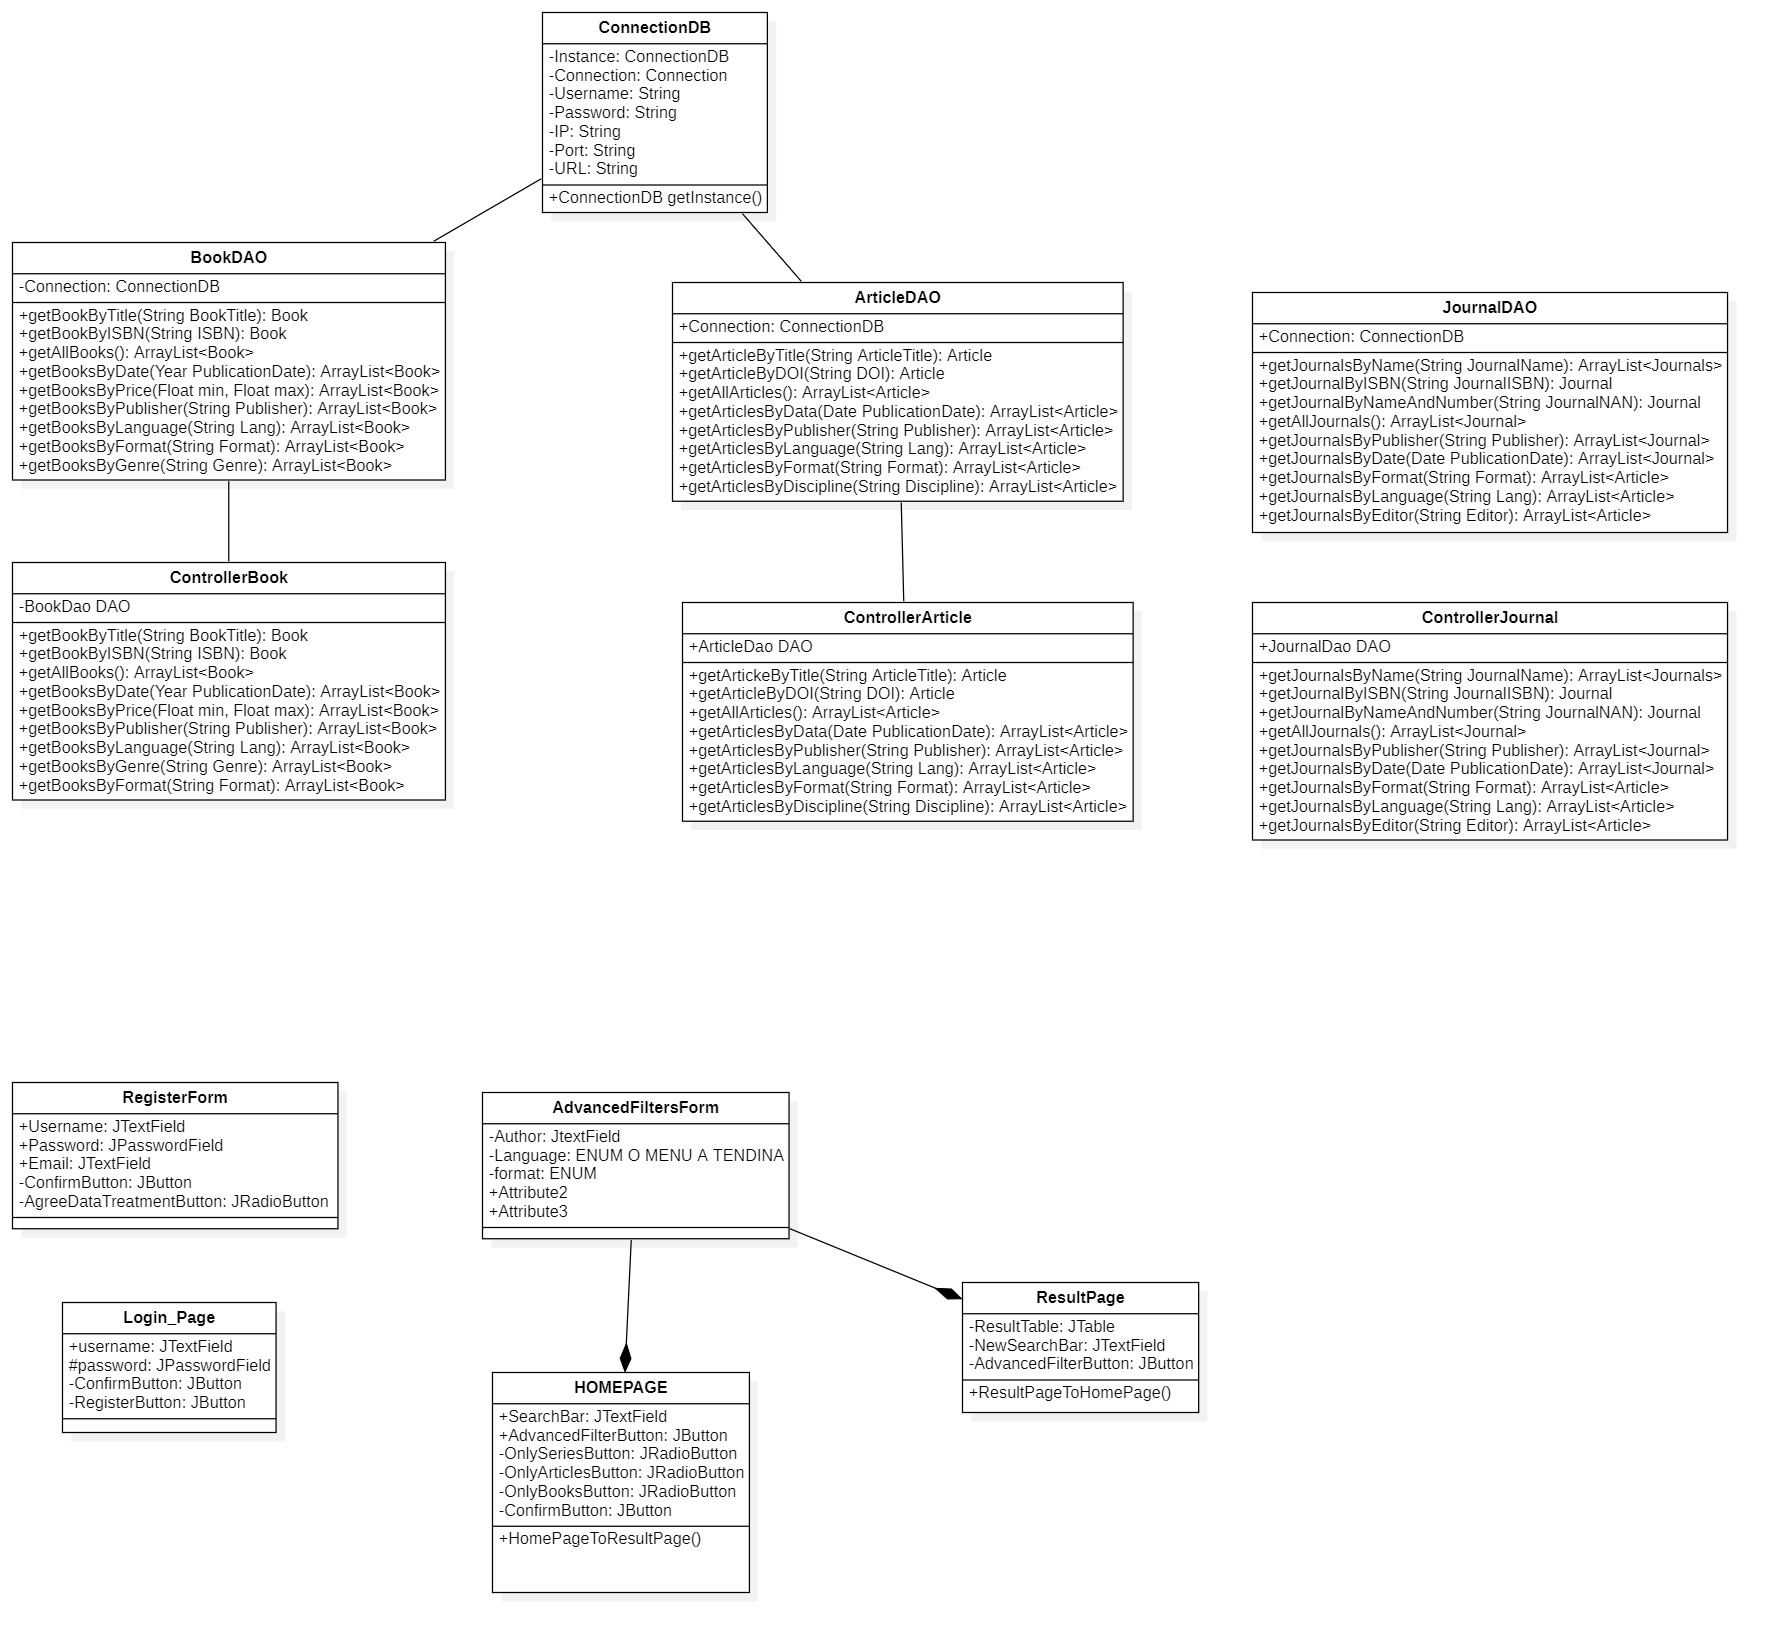 ConnectionDB
-Instance: ConnectionDB
-Connection: Connection
-Username: String
-Password: String
-IP: String
-Port: String
-URL: String
+ConnectionDB getInstance()
BookDAO
-Connection: ConnectionDB
+getBookByTitle(String BookTitle): Book
+getBookByISBN(String ISBN): Book
+getAllBooks(): ArrayList<Book>
+getBooksByDate(Year PublicationDate): ArrayList<Book>
+getBooksByPrice(Float min, Float max): ArrayList<Book>
+getBooksByPublisher(String Publisher): ArrayList<Book>
+getBooksByLanguage(String Lang): ArrayList<Book>
+getBooksByFormat(String Format): ArrayList<Book>
+getBooksByGenre(String Genre): ArrayList<Book>
ArticleDAO
+Connection: ConnectionDB
+getArticleByTitle(String ArticleTitle): Article
+getArticleByDOI(String DOI): Article
+getAllArticles(): ArrayList<Article>
+getArticlesByData(Date PublicationDate): ArrayList<Article>
+getArticlesByPublisher(String Publisher): ArrayList<Article>
+getArticlesByLanguage(String Lang): ArrayList<Article>
+getArticlesByFormat(String Format): ArrayList<Article>
+getArticlesByDiscipline(String Discipline): ArrayList<Article>
JournalDAO
+Connection: ConnectionDB
+getJournalsByName(String JournalName): ArrayList<Journals>
+getJournalByISBN(String JournalISBN): Journal
+getJournalByNameAndNumber(String JournalNAN): Journal
+getAllJournals(): ArrayList<Journal>
+getJournalsByPublisher(String Publisher): ArrayList<Journal>
+getJournalsByDate(Date PublicationDate): ArrayList<Journal>
+getJournalsByFormat(String Format): ArrayList<Article>
+getJournalsByLanguage(String Lang): ArrayList<Article>
+getJournalsByEditor(String Editor): ArrayList<Article>
ControllerBook
-BookDao DAO
+getBookByTitle(String BookTitle): Book
+getBookByISBN(String ISBN): Book
+getAllBooks(): ArrayList<Book>
+getBooksByDate(Year PublicationDate): ArrayList<Book>
+getBooksByPrice(Float min, Float max): ArrayList<Book>
+getBooksByPublisher(String Publisher): ArrayList<Book>
+getBooksByLanguage(String Lang): ArrayList<Book>
+getBooksByGenre(String Genre): ArrayList<Book>
+getBooksByFormat(String Format): ArrayList<Book>
ControllerArticle
+ArticleDao DAO
+getArtickeByTitle(String ArticleTitle): Article
+getArticleByDOI(String DOI): Article
+getAllArticles(): ArrayList<Article>
+getArticlesByData(Date PublicationDate): ArrayList<Article>
+getArticlesByPublisher(String Publisher): ArrayList<Article>
+getArticlesByLanguage(String Lang): ArrayList<Article>
+getArticlesByFormat(String Format): ArrayList<Article>
+getArticlesByDiscipline(String Discipline): ArrayList<Article>
ControllerJournal
+JournalDao DAO
+getJournalsByName(String JournalName): ArrayList<Journals>
+getJournalByISBN(String JournalISBN): Journal
+getJournalByNameAndNumber(String JournalNAN): Journal
+getAllJournals(): ArrayList<Journal>
+getJournalsByPublisher(String Publisher): ArrayList<Journal>
+getJournalsByDate(Date PublicationDate): ArrayList<Journal>
+getJournalsByFormat(String Format): ArrayList<Article>
+getJournalsByLanguage(String Lang): ArrayList<Article>
+getJournalsByEditor(String Editor): ArrayList<Article>
RegisterForm
+Username: JTextField
+Password: JPasswordField
+Email: JTextField
-ConfirmButton: JButton
-AgreeDataTreatmentButton: JRadioButton
AdvancedFiltersForm
-Author: JtextField
-Language: ENUM O MENU A TENDINA
-format: ENUM
+Attribute2
+Attribute3
Login_Page
+username: JTextField
#password: JPasswordField
-ConfirmButton: JButton
-RegisterButton: JButton
ResultPage
-ResultTable: JTable
-NewSearchBar: JTextField
-AdvancedFilterButton: JButton
+ResultPageToHomePage()
HOMEPAGE
+SearchBar: JTextField
+AdvancedFilterButton: JButton
-OnlySeriesButton: JRadioButton
-OnlyArticlesButton: JRadioButton
-OnlyBooksButton: JRadioButton
-ConfirmButton: JButton
+HomePageToResultPage()